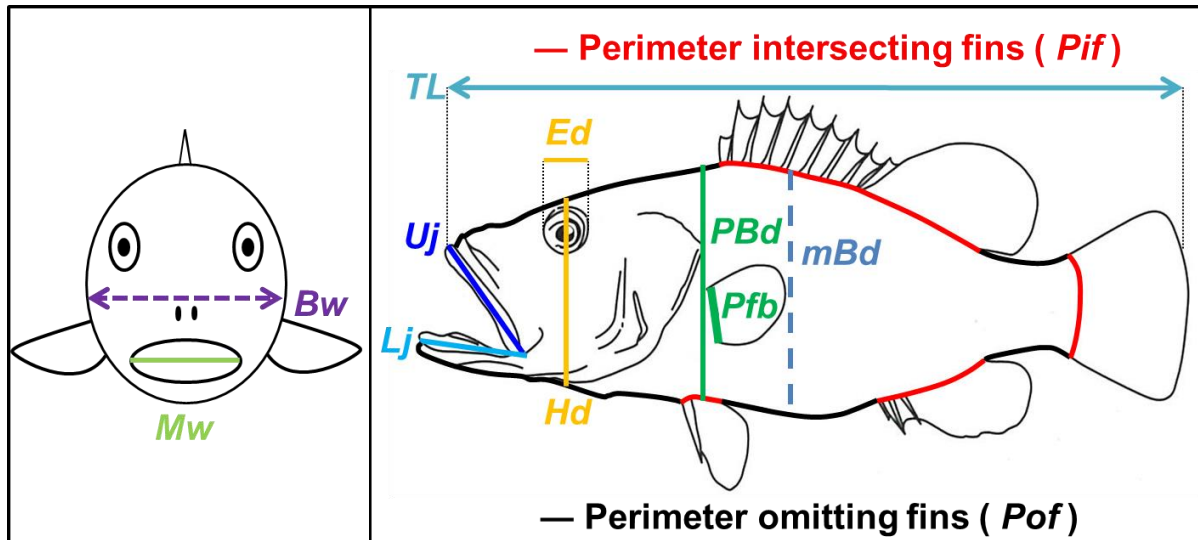 Bw
Mw
— Perimeter intersecting fins ( Pif )
TL
Ed
Uj
PBd
mBd
Pfb
Lj
Hd
— Perimeter omitting fins ( Pof )